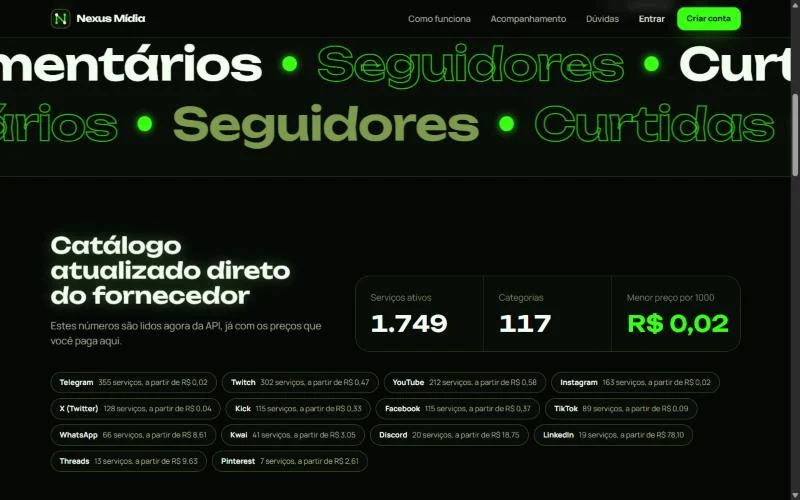 Nexus Mídia
Como funciona Acompanhamento Dúvidas Entrar Criar conta
mentários • Seguidores • Curt
ários • Seguidores • Curtidas
Catálogo
atualizado direto
do fornecedor
Estes números são lidos agora da API, já com os preços que
você paga aqui.
Serviços ativos
1.749
Categorias
117
Menor preço por 1000
R$ 0,02
Telegram 355 serviços, a partir de R$ 0,02
Twitch 302 serviços, a partir de R$ 0,47
YouTube 212 serviços, a partir de R$ 0,58
Instagram 163 serviços, a partir de R$ 0,02
X (Twitter) 128 serviços, a partir de R$ 0,04
Kick 115 serviços, a partir de R$ 0,33
Facebook 115 serviços, a partir de R$ 0,37
TikTok 89 serviços, a partir de R$ 0,09
WhatsApp 66 serviços, a partir de R$ 8,61
Kwai 41 serviços, a partir de R$ 3,05
Discord 20 serviços, a partir de R$ 18,75
LinkedIn 19 serviços, a partir de R$ 78,10
Threads 13 serviços, a partir de R$ 9,63
Pinterest 7 serviços, a partir de R$ 2,61